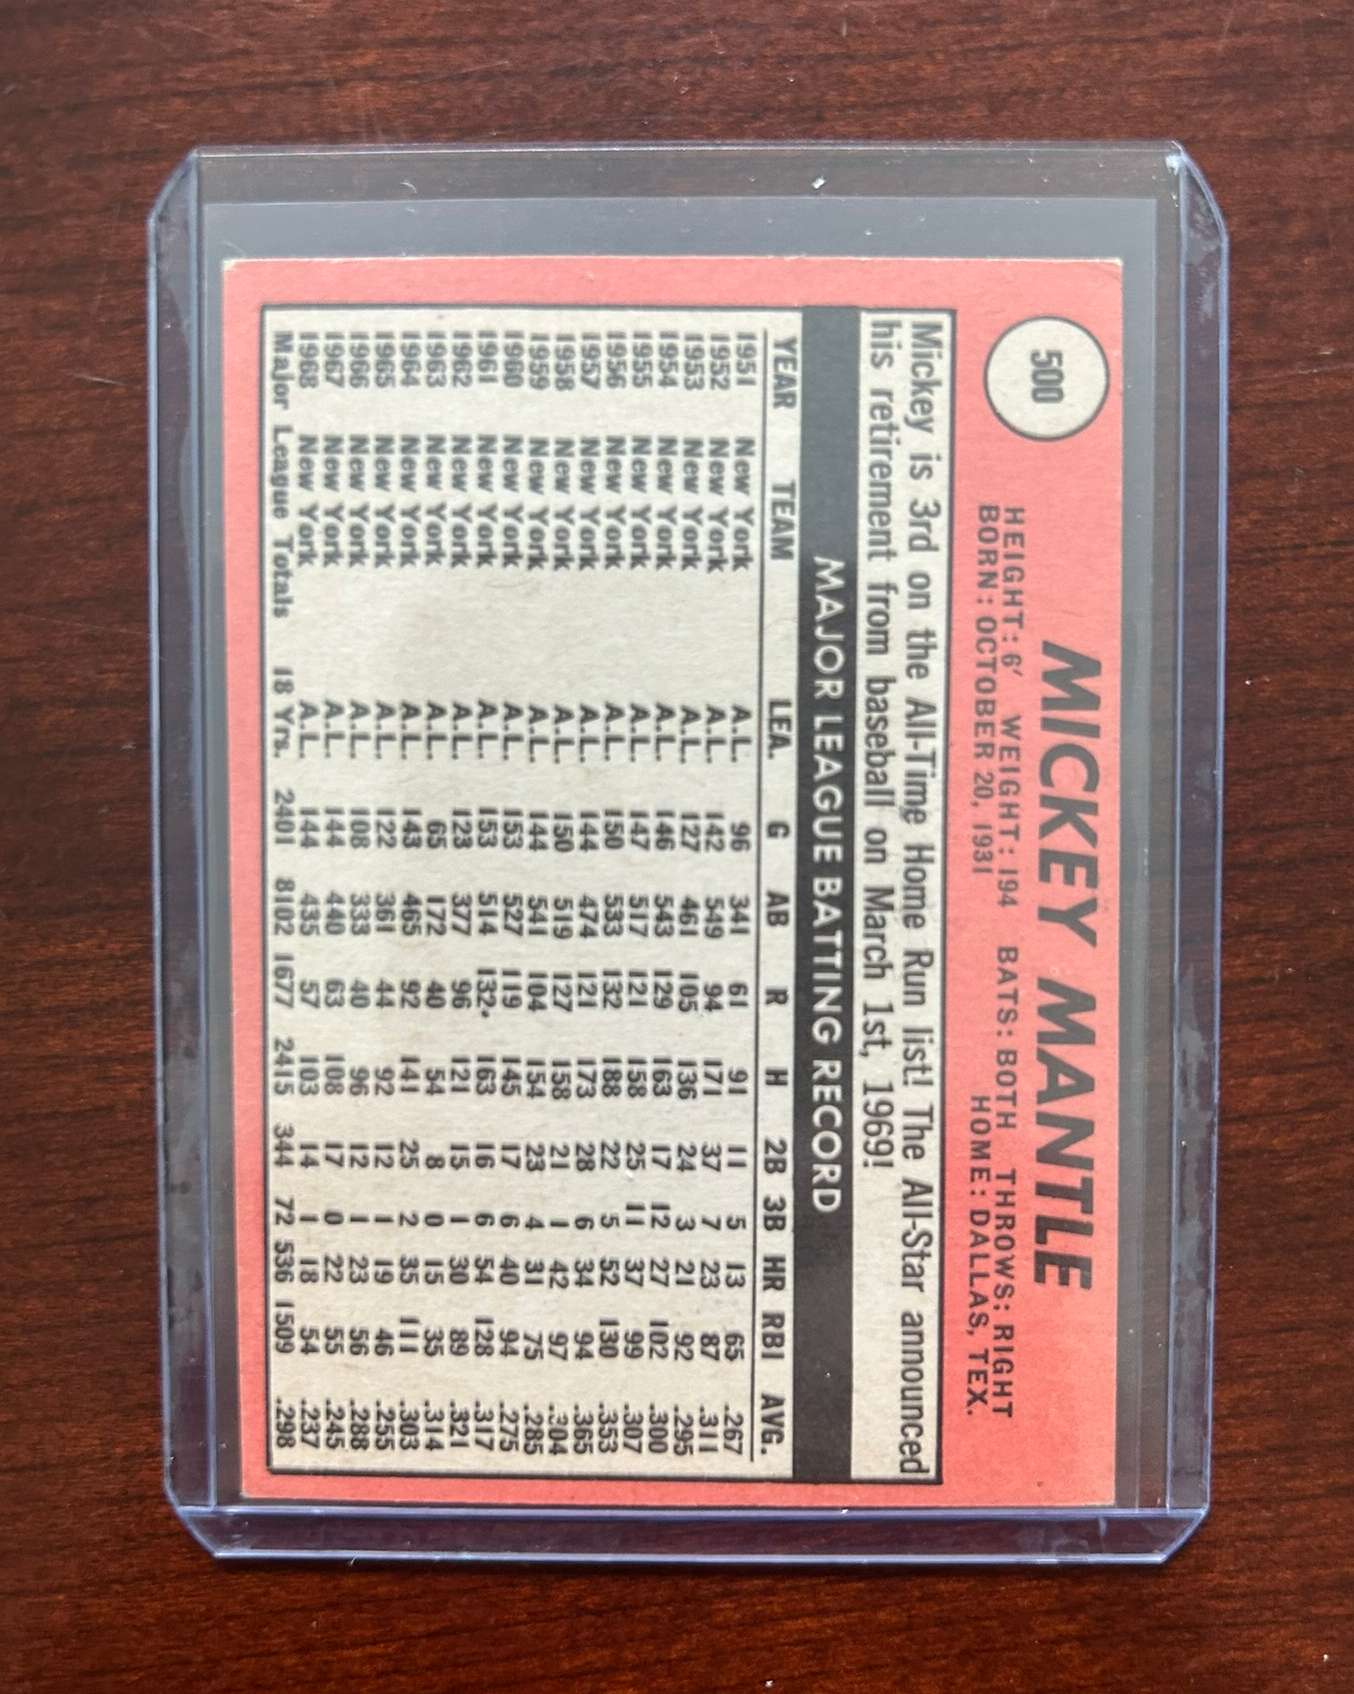 500
MICKEY MANTLE
HEIGHT: 6' WEIGHT: 194 BATS: BOTH THROWS: RIGHT
BORN: OCTOBER 20, 1931 HOME: DALLAS, TEX.
Mickey is 3rd on the All-Time Home Run list! The All-Star announced
his retirement from baseball on March 1st, 1969!
MAJOR LEAGUE BATTING RECORD
YEAR TEAM LEA. G AB R H 2B 3B HR RBI AVG.
1951 New York A.L. 96 341 61 91 11 5 13 65 .267
1952 New York A.L. 142 549 94 171 37 7 23 87 .311
1953 New York A.L. 127 461 105 136 24 3 21 92 .295
1954 New York A.L. 146 543 129 163 17 12 27 102 .300
1955 New York A.L. 147 517 121 158 25 11 37 99 .307
1956 New York A.L. 150 533 132 188 22 5 52 130 .353
1957 New York A.L. 144 474 121 173 28 6 34 94 .365
1958 New York A.L. 150 519 127 158 21 1 42 97 .304
1959 New York A.L. 144 541 104 154 23 4 31 75 .285
1960 New York A.L. 153 527 119 145 17 6 40 94 .275
1961 New York A.L. 153 514 132• 163 16 6 54 128 .317
1962 New York A.L. 123 377 96 121 15 1 30 89 .321
1963 New York A.L. 65 172 40 54 8 0 15 35 .314
1964 New York A.L. 143 465 92 141 25 2 35 111 .303
1965 New York A.L. 122 361 44 92 12 1 19 46 .255
1966 New York A.L. 108 333 40 96 12 1 23 56 .288
1967 New York A.L. 144 440 63 108 17 0 22 55 .245
1968 New York A.L. 144 435 57 103 14 1 18 54 .237
Major League Totals 18 Yrs. 2401 8102 1677 2415 344 72 536 1509 .298